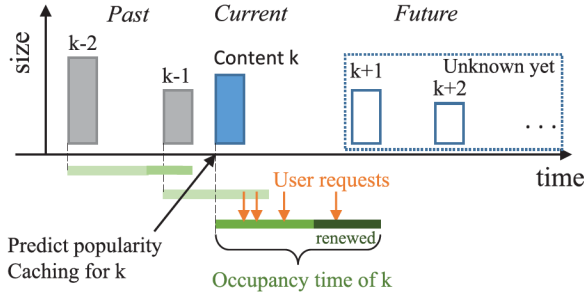 Past
Current
Future
size
k-2
k-1
Content k
k+1
Unknown yet
k+2
. . .
time
User requests
Predict popularity
Caching for k
renewed
Occupancy time of k